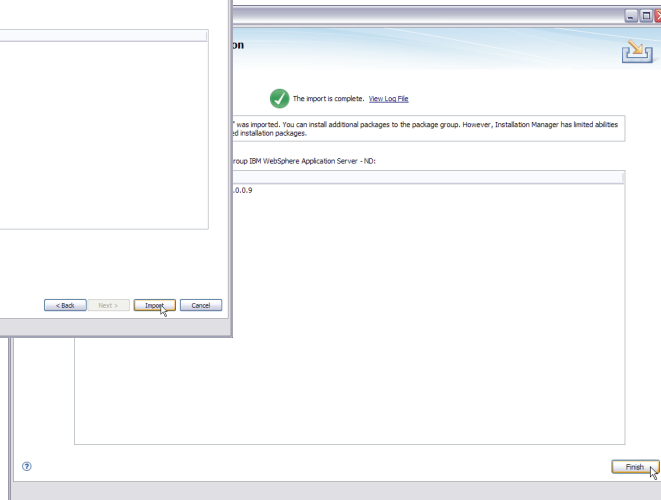 on
The import is complete. View Log File
" was imported. You can install additional packages to the package group. However, Installation Manager has limited abilities
ed installation packages.
roup IBM WebSphere Application Server - ND:
.0.0.9
< Back Next > Import Cancel
Finish